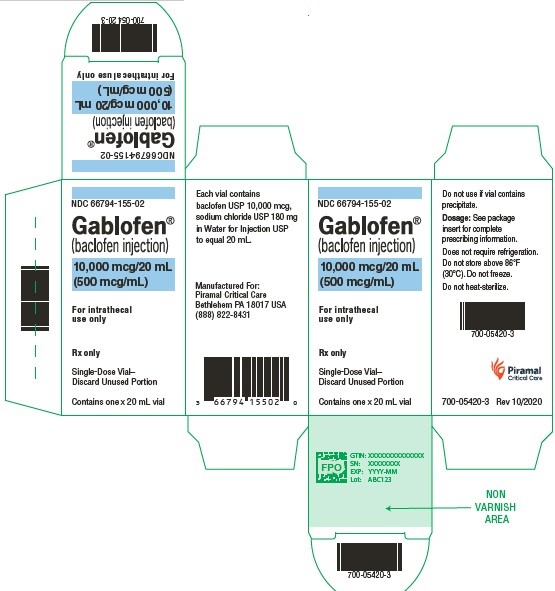 700-05420-3
For intrathecal use only
(500 mcg/mL)
10,000 mcg/20 mL
(baclofen injection)
Gablofen®
NDC 66794-155-02
NDC 66794-155-02
Gablofen®
(baclofen injection)
10,000 mcg/20 mL
(500 mcg/mL)
For intrathecal
use only
Rx only
Single-Dose Vial–
Discard Unused Portion
Contains one x 20 mL vial
Each vial contains
baclofen USP 10,000 mcg,
sodium chloride USP 180 mg
in Water for Injection USP
to equal 20 mL.
Manufactured For:
Piramal Critical Care
Bethlehem PA 18017 USA
(888) 822-8431
3 66794 15502 0
NDC 66794-155-02
Gablofen®
(baclofen injection)
10,000 mcg/20 mL
(500 mcg/mL)
For intrathecal
use only
Rx only
Single-Dose Vial–
Discard Unused Portion
Contains one x 20 mL vial
Do not use if vial contains
precipitate.
Dosage: See package
insert for complete
prescribing information.
Does not require refrigeration.
Do not store above 86°F
(30°C). Do not freeze.
Do not heat-sterilize.
700-05420-3
Piramal
Critical Care
700-05420-3 Rev 10/2020
FPO
GTIN: XXXXXXXXXXXXXX
SN: XXXXXXXX
EXP: YYYY-MM
Lot: ABC123
NON
VARNISH
AREA
700-05420-3